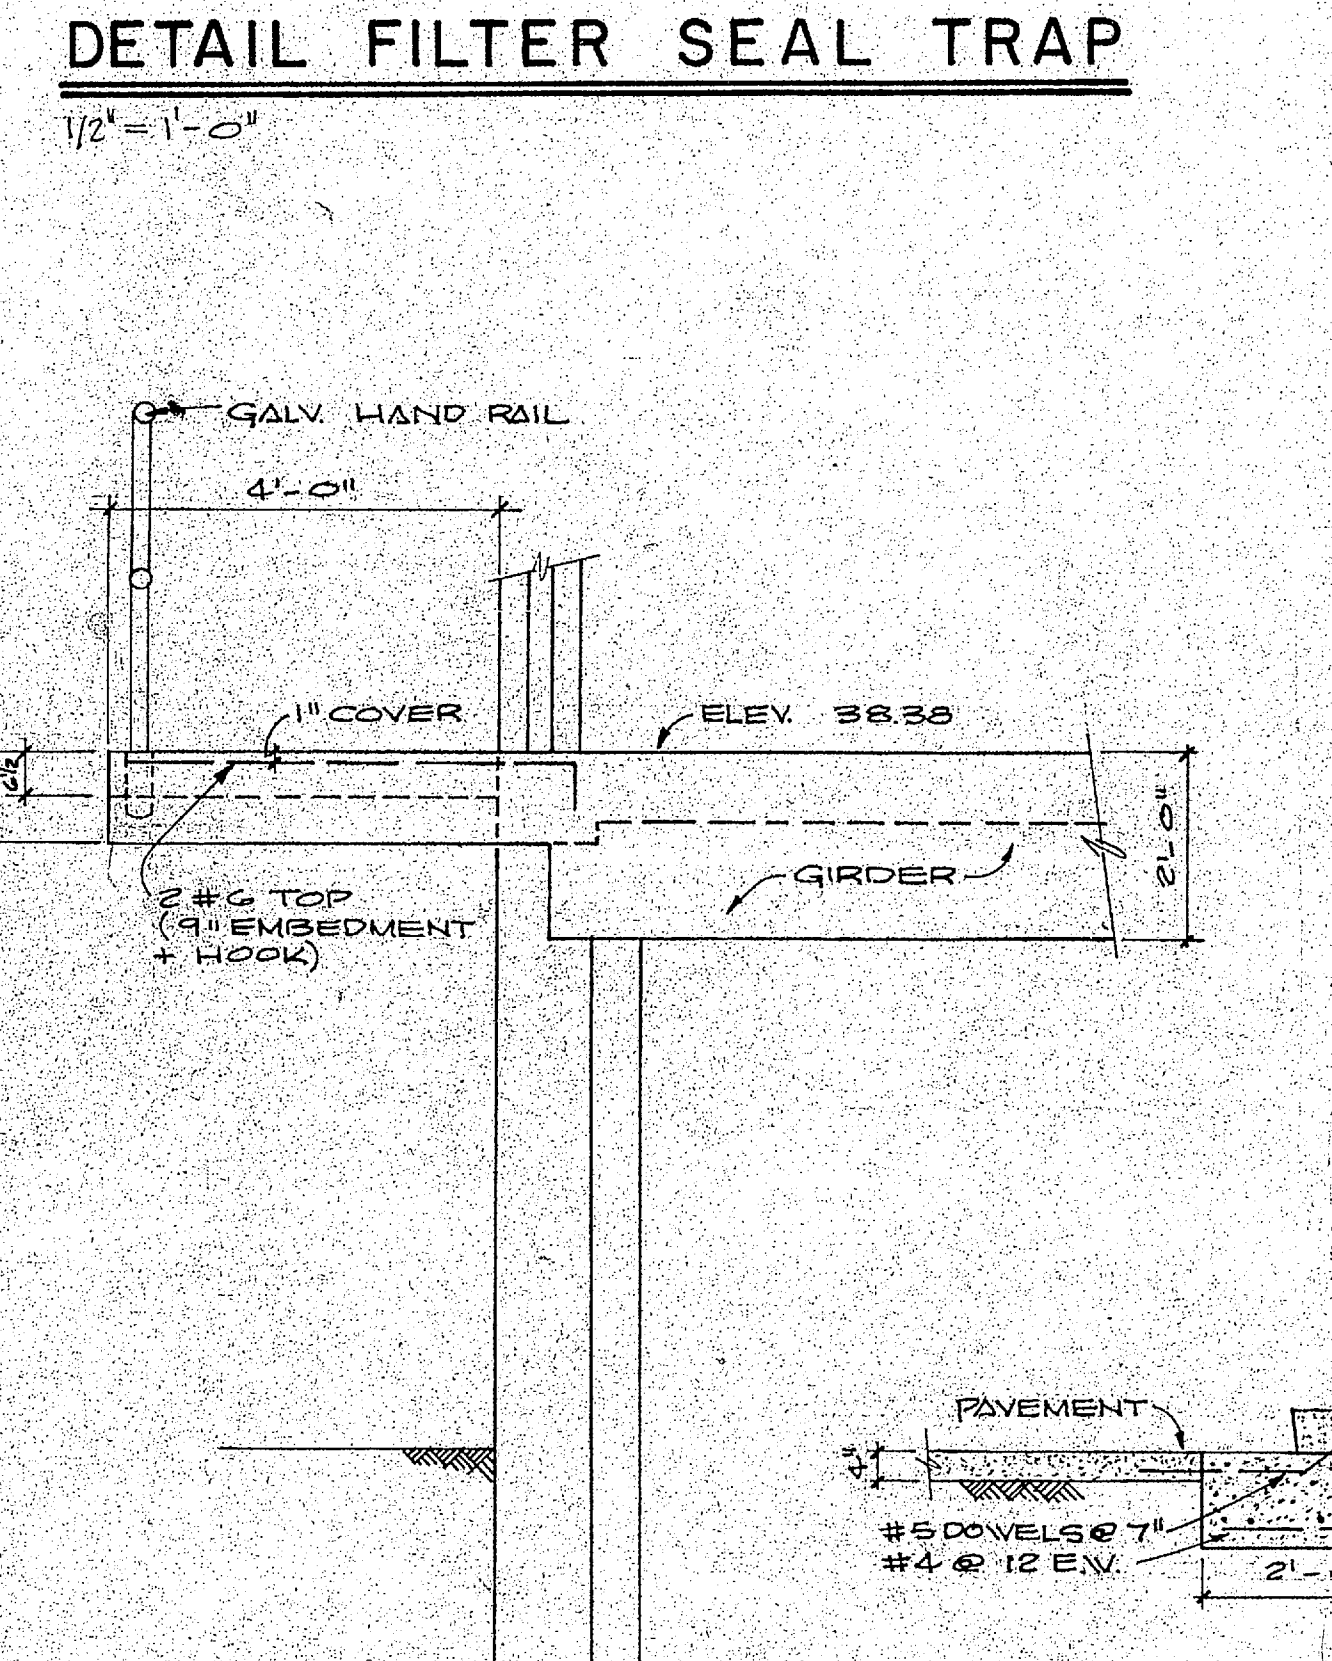 DETAIL FILTER SEAL TRAP
1/2" = 1'-0"
GALV. HAND RAIL
4'-0"
1" COVER
ELEV. 38.38
6 1/2
2'-0"
GIRDER
2 #6 TOP
(9" EMBEDMENT
+ HOOK)
PAVEMENT
4"
#5 DOWELS @ 7"
#4 @ 12 E.W.
2'-